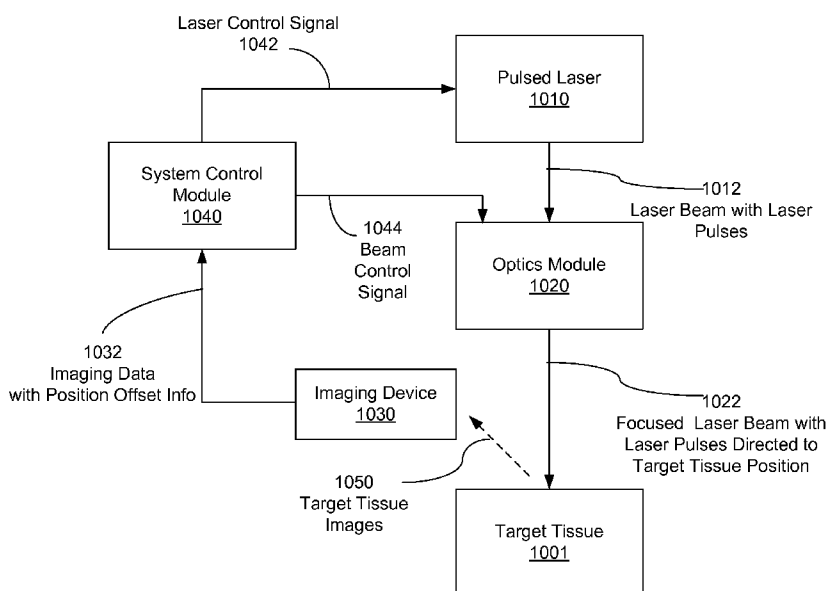 Laser Control Signal
1042
Pulsed Laser
1010
System Control
Module
1040
1012
Laser Beam with Laser
Pulses
1044
Beam
Control
Signal
Optics Module
1020
1032
Imaging Data
with Position Offset Info
Imaging Device
1030
1022
Focused Laser Beam with
Laser Pulses Directed to
Target Tissue Position
1050
Target Tissue
Images
Target Tissue
1001